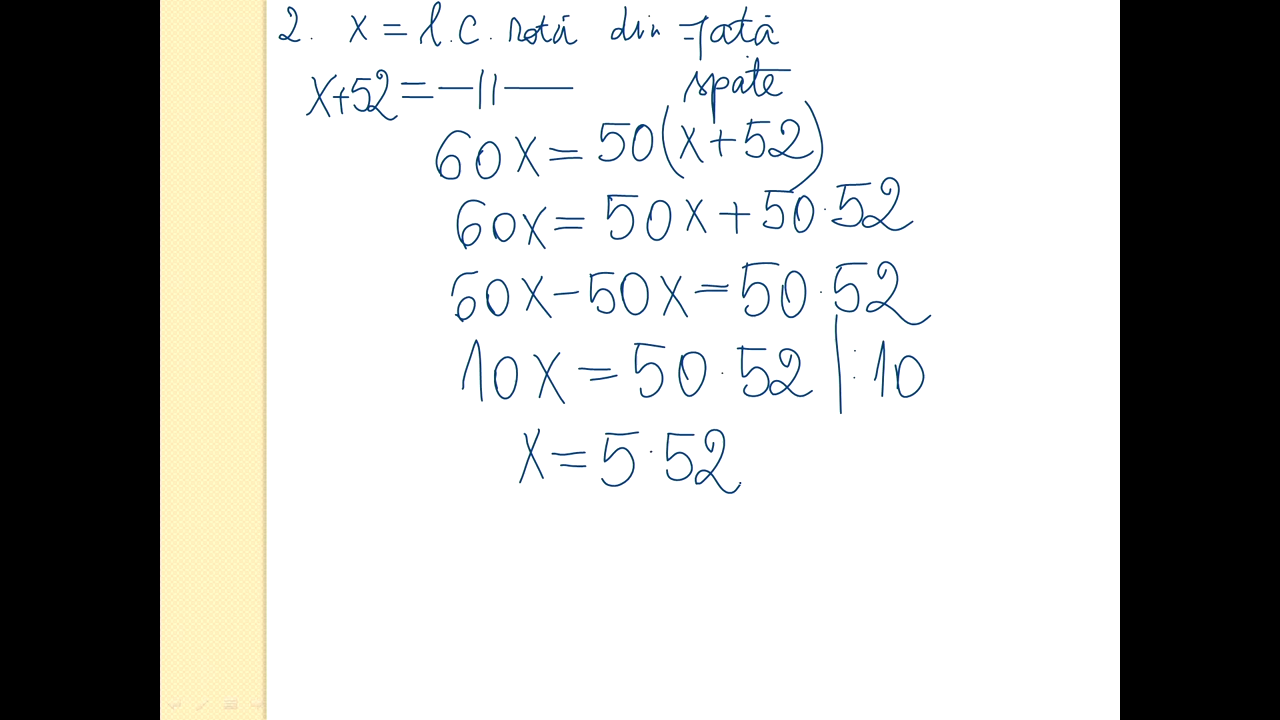 2. x = l.c. rotă din față
x+52 = —||— spate
60x = 50(x+52)
60x = 50x + 50·52
60x - 50x = 50·52
10x = 50·52 | :10
x = 5·52